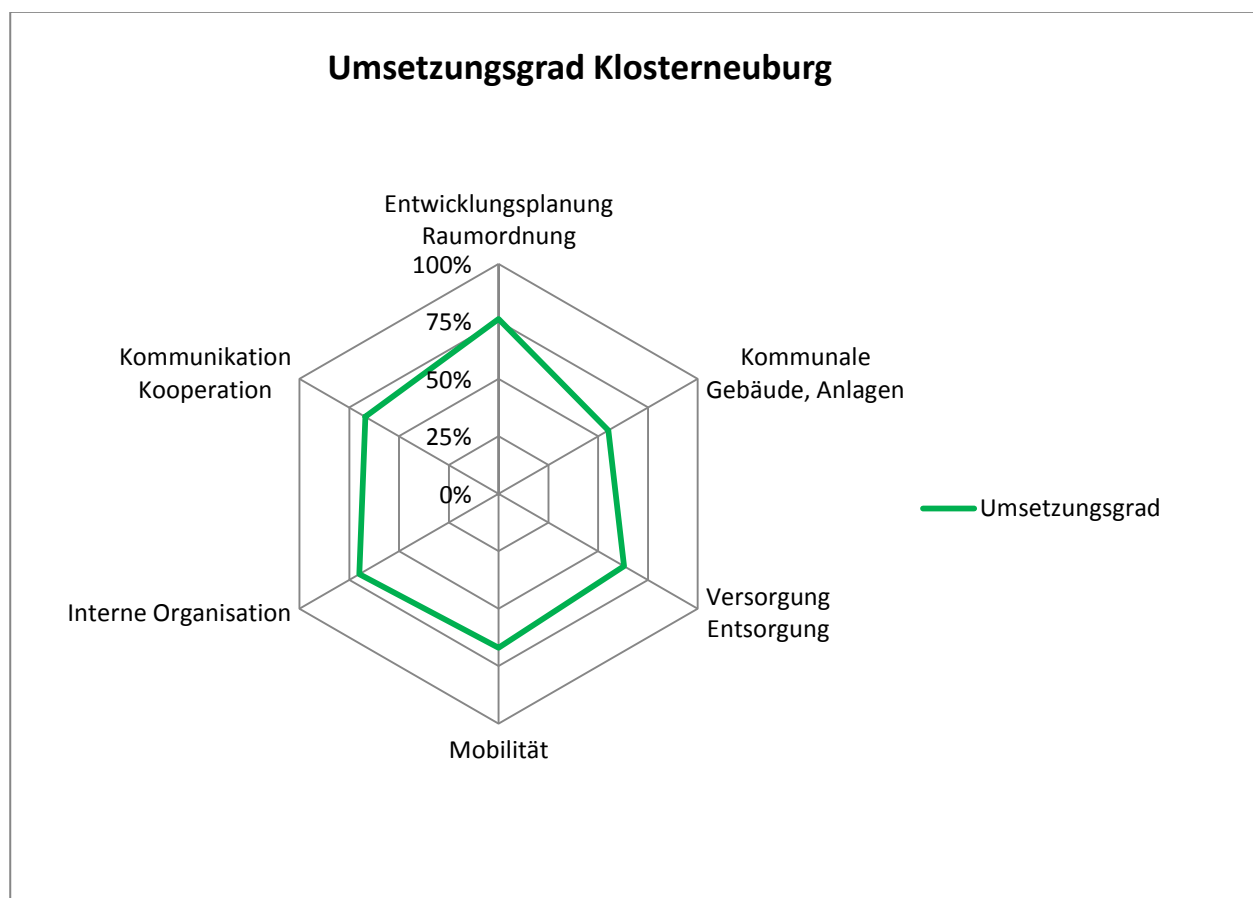 Umsetzungsgrad Klosterneuburg
Entwicklungsplanung
Raumordnung
100%
75%
50%
25%
0%
Kommunale
Gebäude, Anlagen
Versorgung
Entsorgung
Mobilität
Interne Organisation
Kommunikation
Kooperation
Umsetzungsgrad